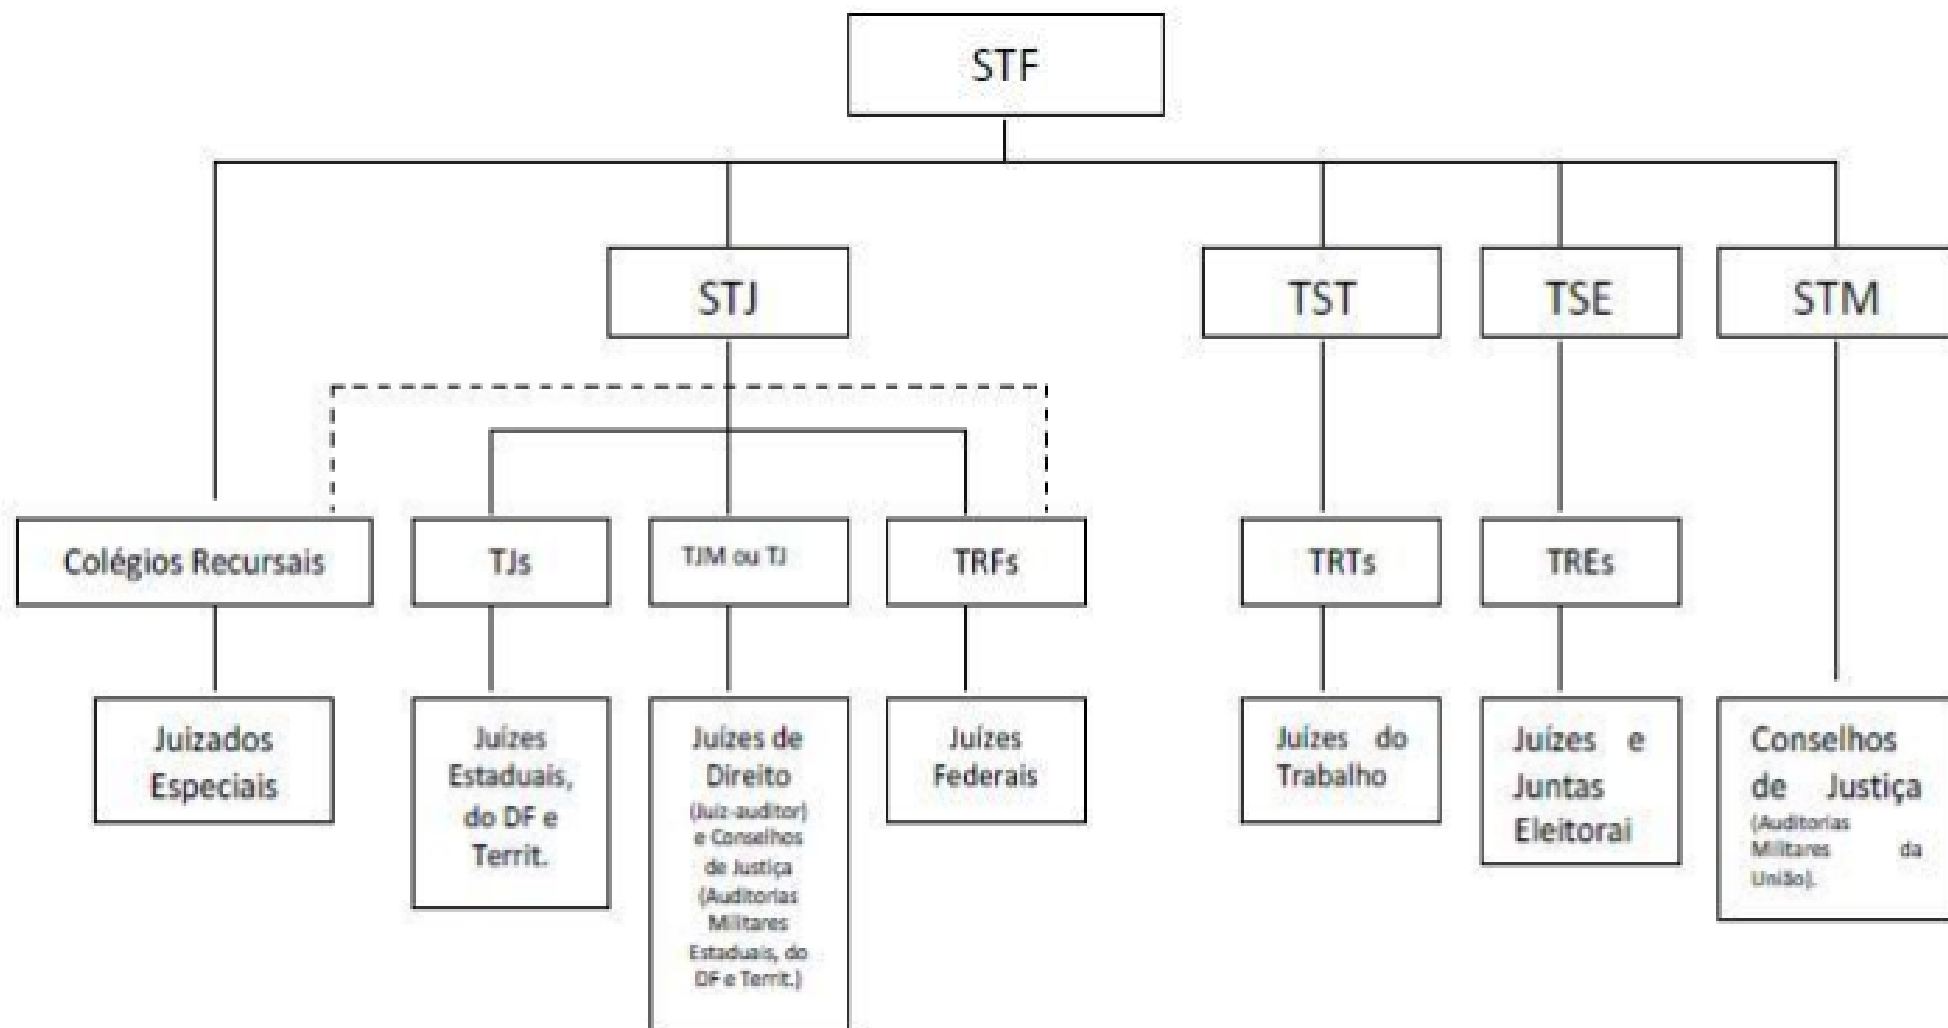 STF
STJ
TST
TSE
STM
Colégios Recursais
TJs
TJM ou TJ
TRFs
TRTs
TREs
Juizados
Especiais
Juízes
Estaduais,
do DF e
Territ.
Juízes de
Direito
(Juiz-auditor)
e Conselhos
de Justiça
(Auditorias
Militares
Estaduais, do
DF e Territ.)
Juízes
Federais
Juízes do
Trabalho
Juízes e
Juntas
Eleitorai
Conselhos
de Justiça
(Auditorias
Militares da
União).